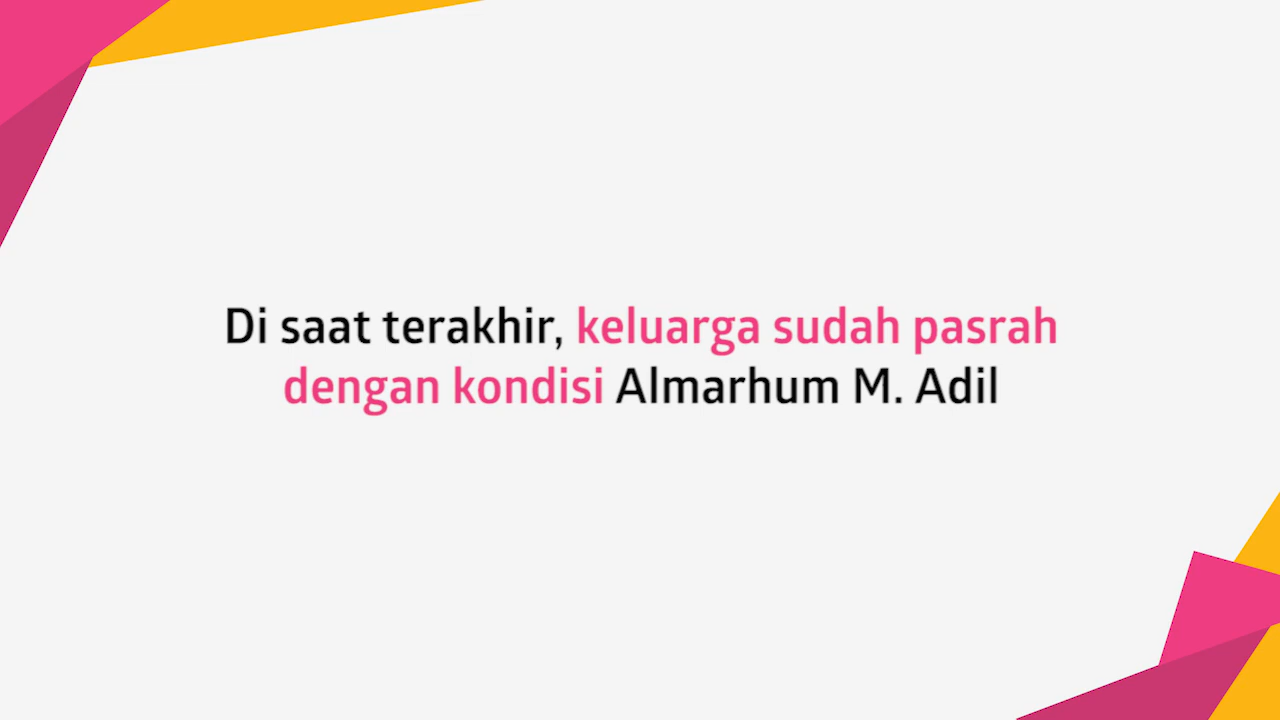 Di saat terakhir, keluarga sudah pasrah
dengan kondisi Almarhum M. Adil